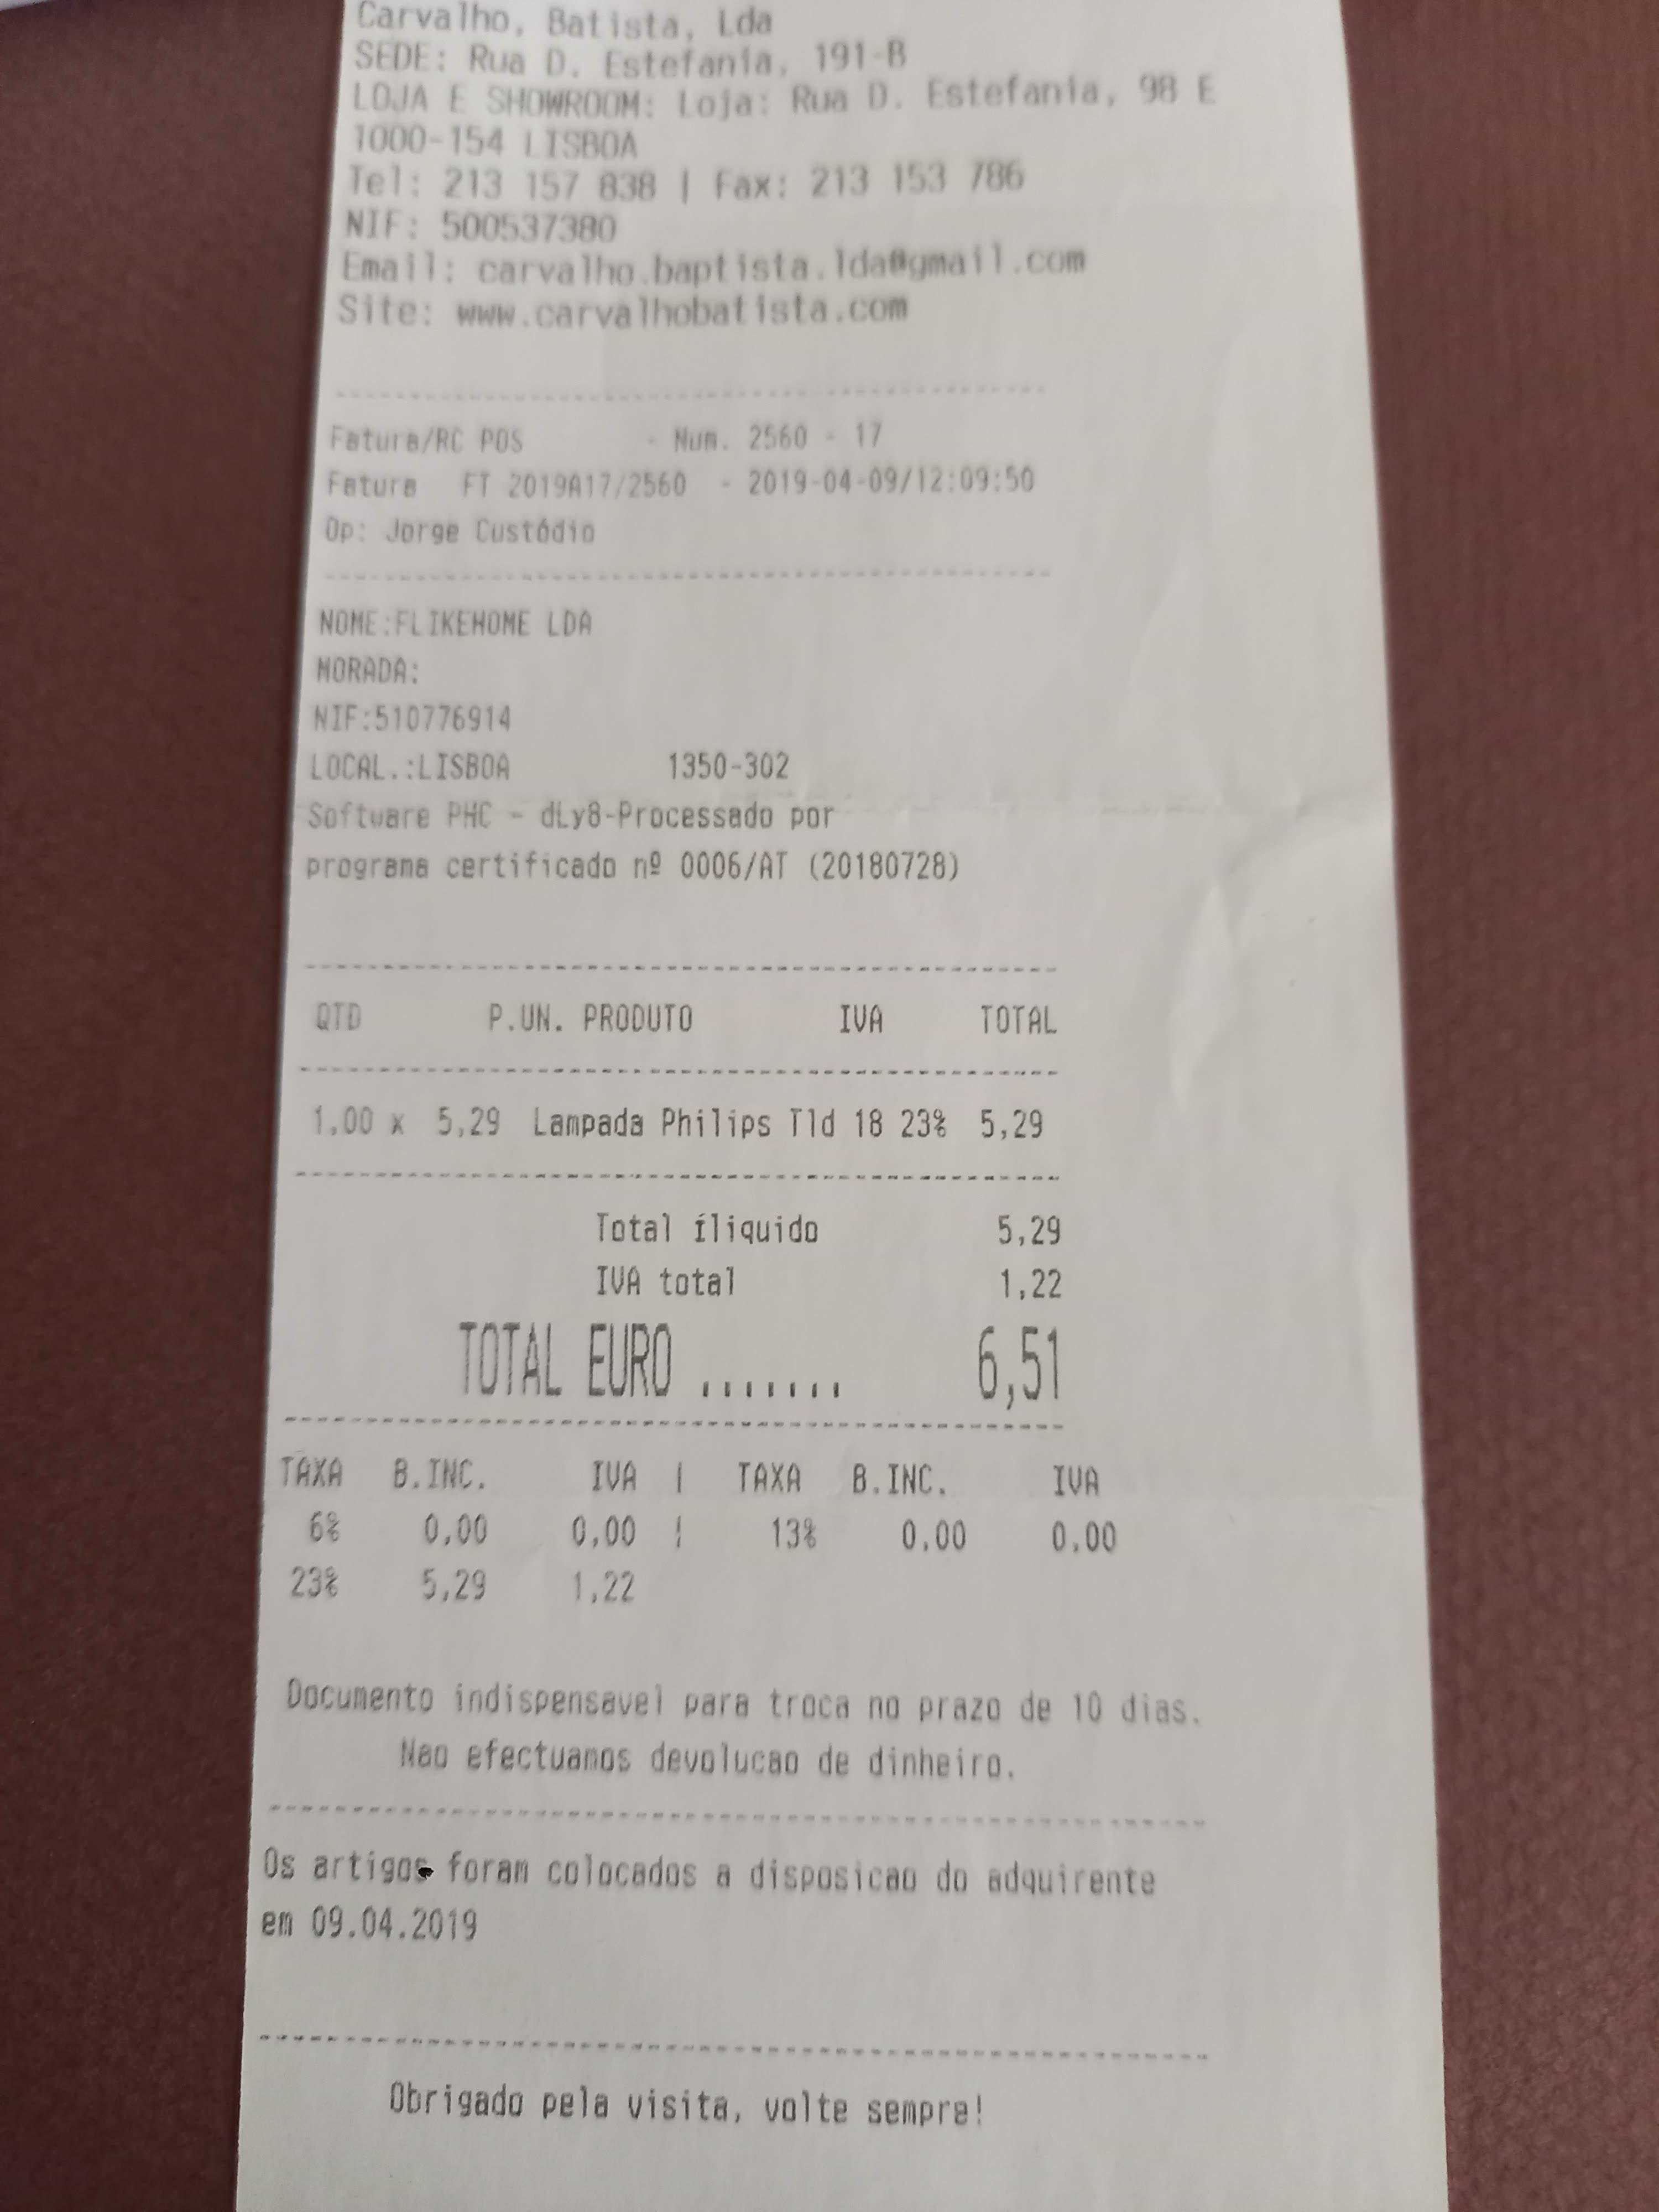 Carvalho, Batista, Lda
SEDE: Rua D. Estefania, 191-B
LOJA E SHOWROOM: Loja: Rua D. Estefania, 98 E
1000-154 LISBOA
Tel: 213 157 838 | Fax: 213 153 786
NIF: 500537380
Email: carvalho.baptista.lda@gmail.com
Site: www.carvalhobatista.com
Fatura/RC POS - Num. 2560 - 17
Fatura FT 2019A17/2560 - 2019-04-09/12:09:50
Op: Jorge Custódio
NOME:FLIKEHOME LDA
MORADA:
NIF:510776914
LOCAL.:LISBOA 1350-302
Software PHC - dLy8-Processado por
programa certificado nº 0006/AT (20180728)
QTD P.UN. PRODUTO IVA TOTAL
1,00 x 5,29 Lampada Philips Tld 18 23% 5,29
Total íliquido 5,29
IVA total 1,22
TOTAL EURO ....... 6,51
TAXA B.INC. IVA | TAXA B.INC. IVA
6% 0,00 0,00 | 13% 0,00 0,00
23% 5,29 1,22
Documento indispensavel para troca no prazo de 10 dias.
Nao efectuamos devolucao de dinheiro.
Os artigos foram colocados a disposicao do adquirente
em 09.04.2019
Obrigado pela visita, volte sempre!